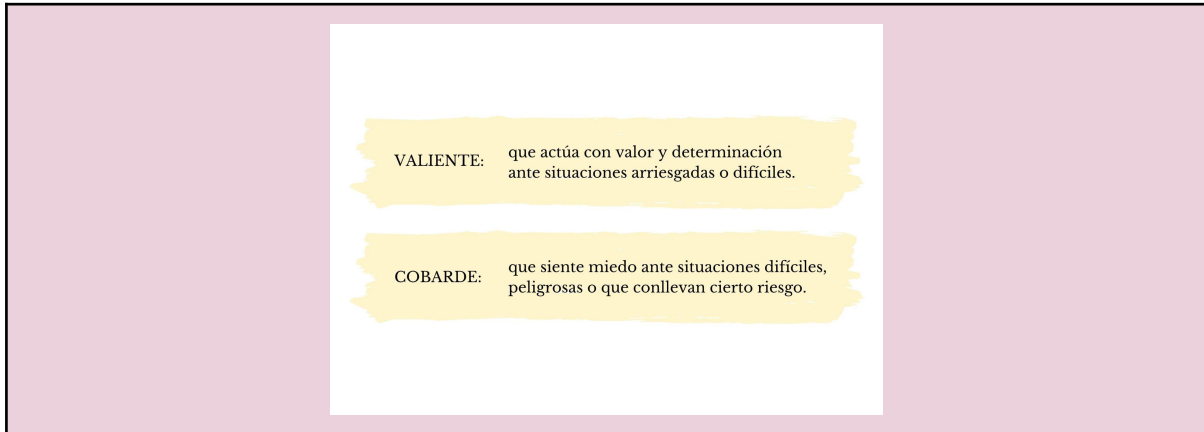 VALIENTE:
que actúa con valor y determinación
ante situaciones arriesgadas o difíciles.
COBARDE:
que siente miedo ante situaciones difíciles,
peligrosas o que conllevan cierto riesgo.